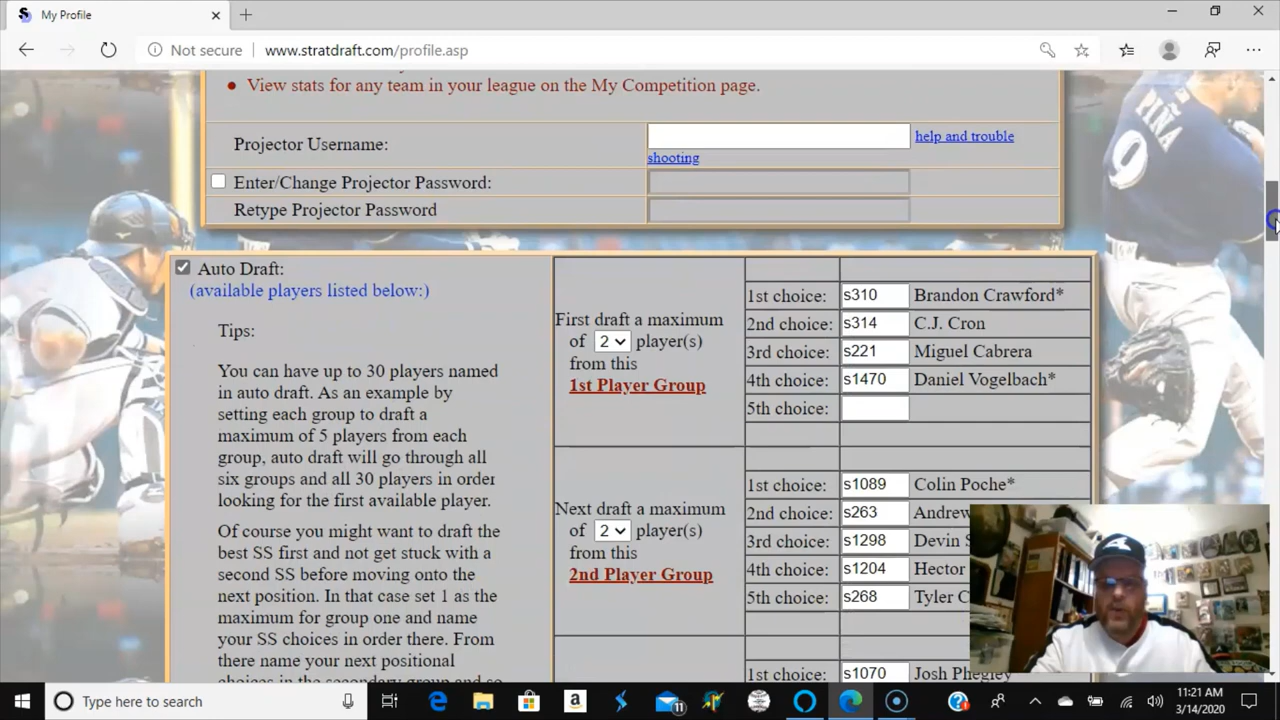 My Profile
Not secure
www.stratdraft.com/profile.asp
View stats for any team in your league on the My Competition page.
Projector Username:
help and trouble
shooting
Enter/Change Projector Password:
Retype Projector Password
Auto Draft:
(available players listed below:)
Tips:
You can have up to 30 players named
in auto draft. As an example by
setting each group to draft a
maximum of 5 players from each
group, auto draft will go through all
six groups and all 30 players in order
looking for the first available player.
Of course you might want to draft the
best SS first and not get stuck with a
second SS before moving onto the
next position. In that case set 1 as the
maximum for group one and name
your SS choices in order there. From
there name your next positional
choices in the secondary group and so
First draft a maximum
of 2 player(s)
from this
1st Player Group
1st choice: s310 Brandon Crawford*
2nd choice: s314 C.J. Cron
3rd choice: s221 Miguel Cabrera
4th choice: s1470 Daniel Vogelbach*
5th choice:
Next draft a maximum
of 2 player(s)
from this
2nd Player Group
1st choice: s1089 Colin Poche*
2nd choice: s263 Andrew
3rd choice: s1298 Devin S
4th choice: s1204 Hector
5th choice: s268 Tyler C
1st choice: s1070 Josh Phegley
PIÑA
9
Type here to search
11
11:21 AM
3/14/2020